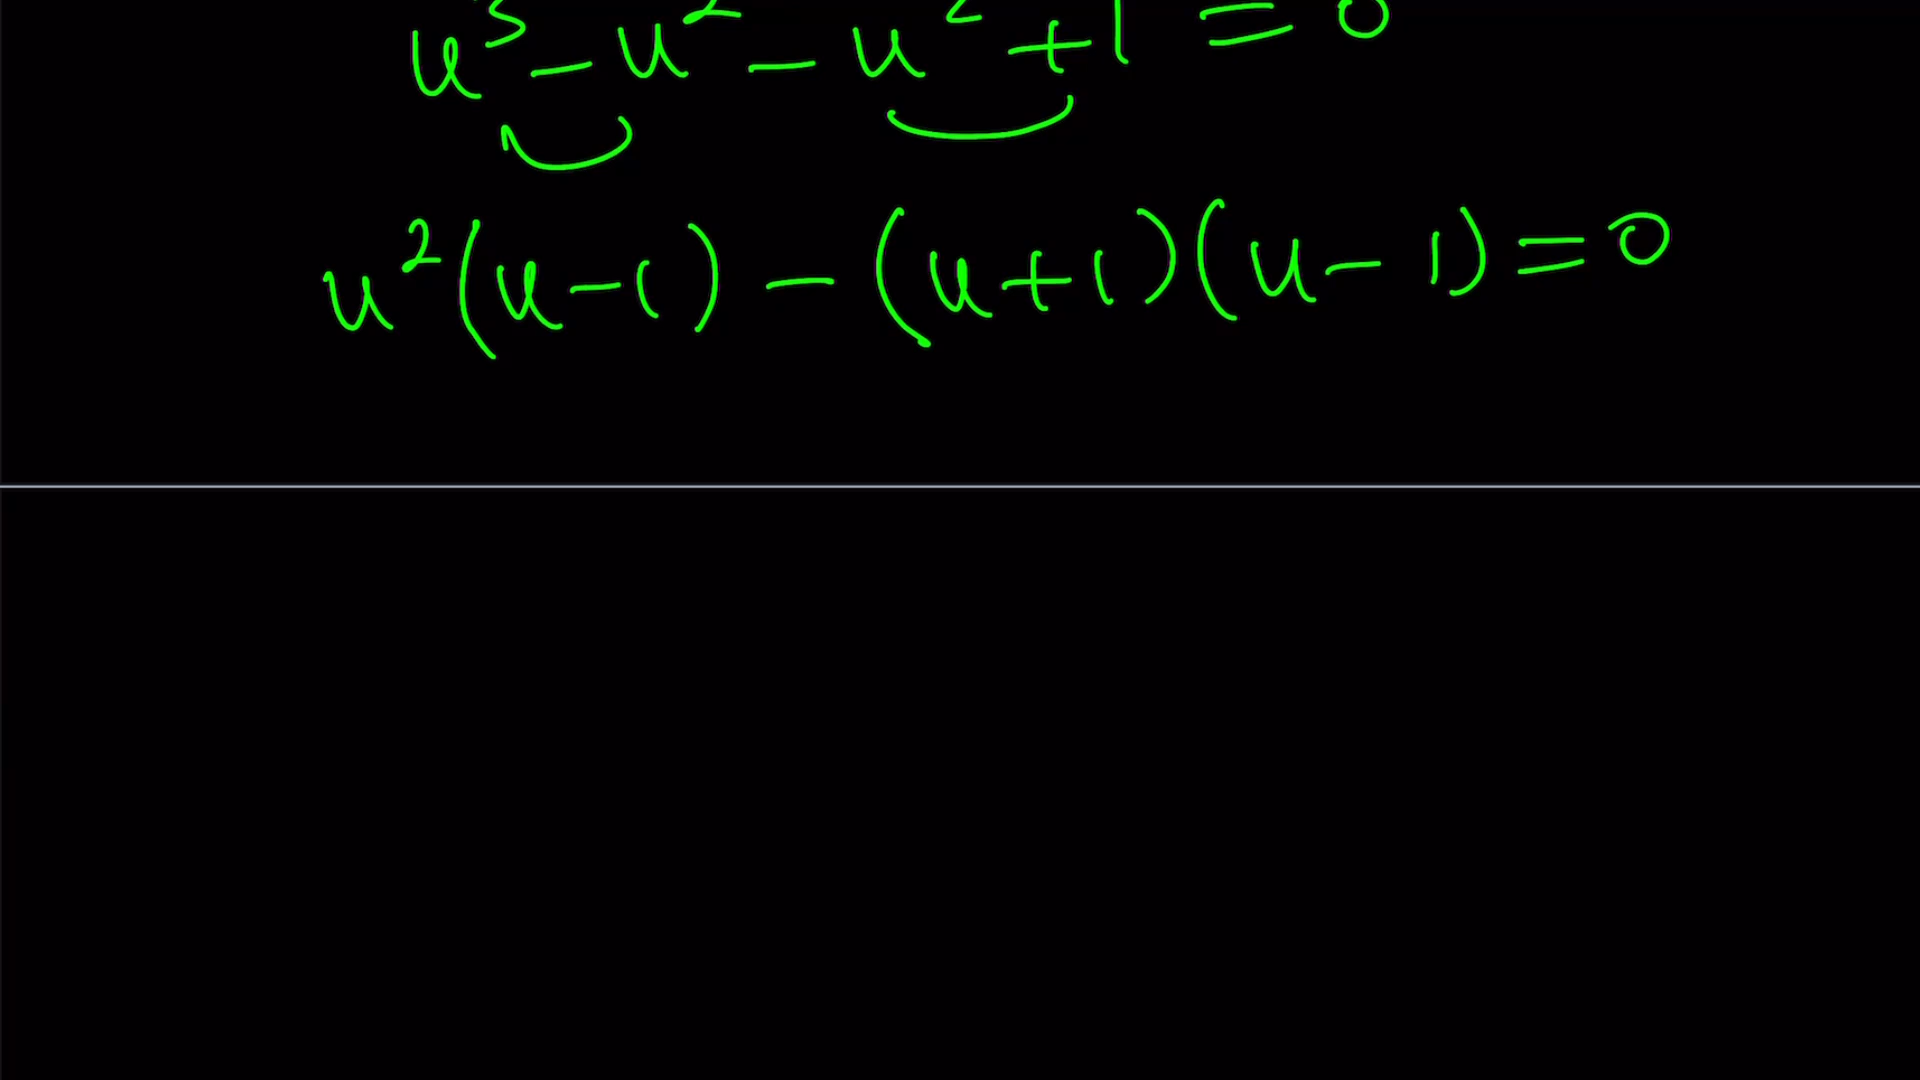 u³ - u² - u² + 1 = 0
u²(u - 1) - (u + 1)(u - 1) = 0